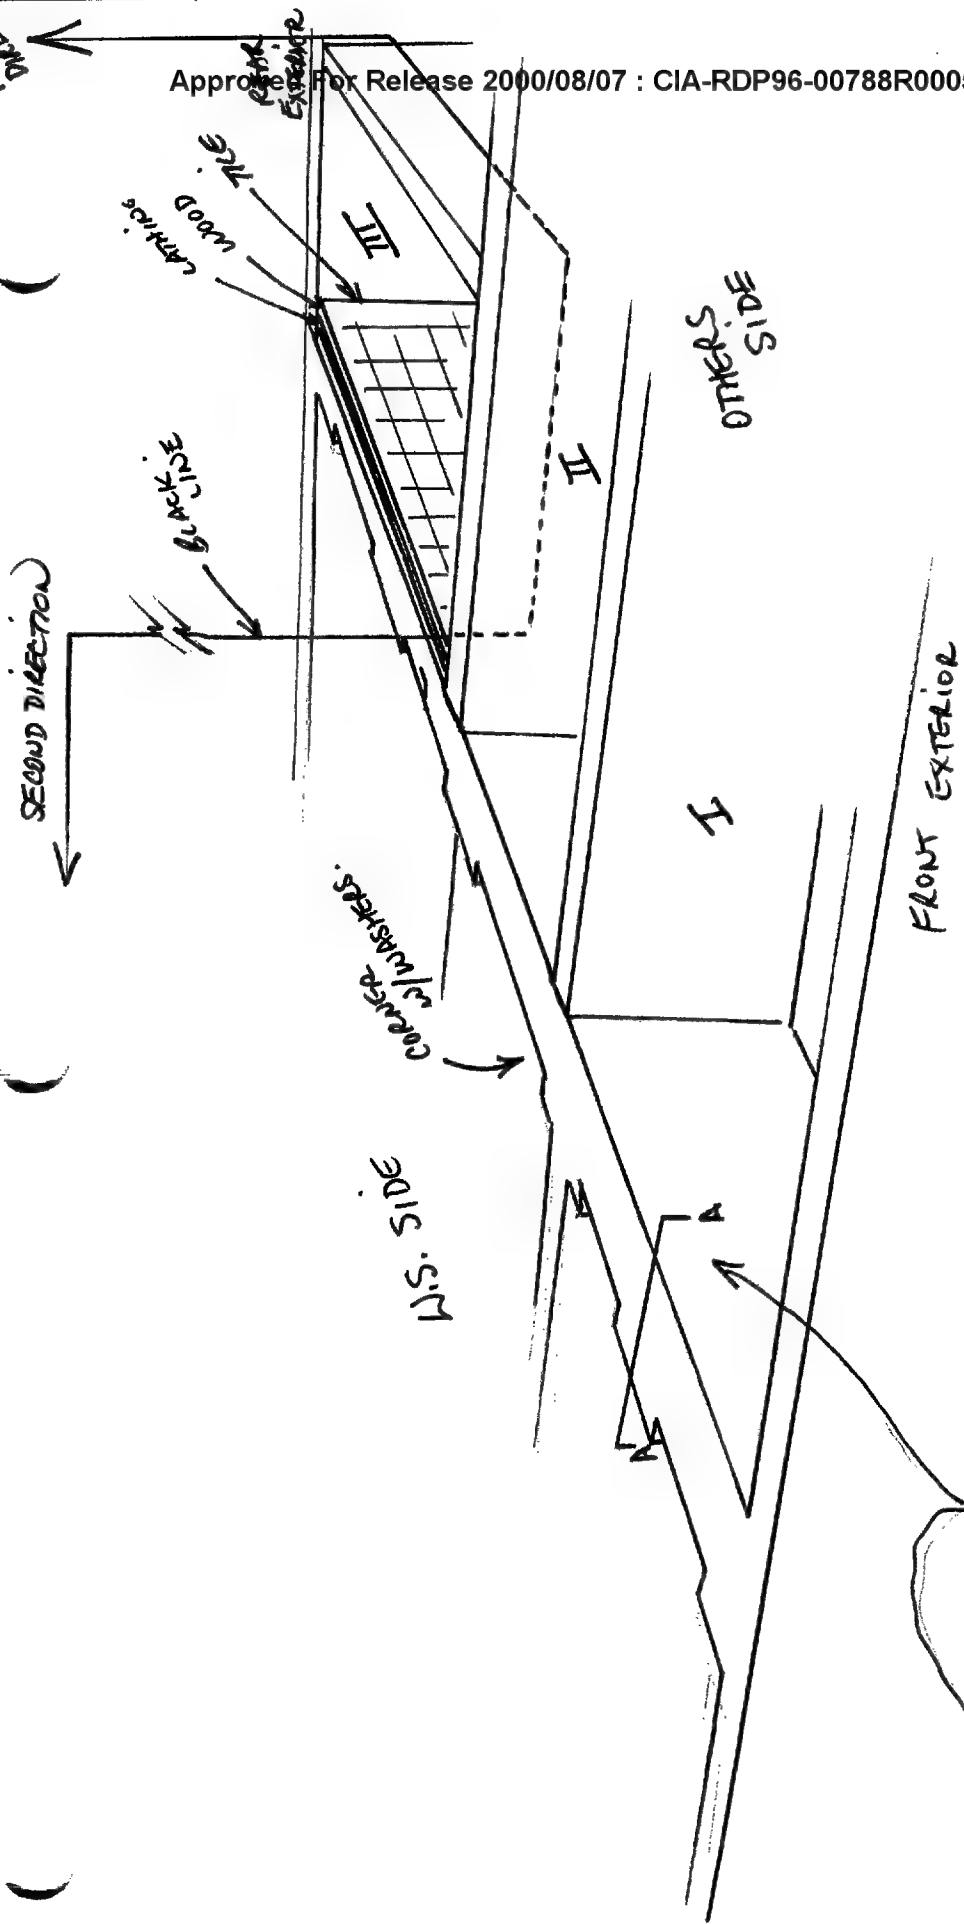 Approved For Release 2000/08/07 : CIA-RDP96-00788R000
REAR
EXTERIOR
TILE
WOOD
LATHING
III
SECOND DIRECTION
BLACK
LINE
II
OTHERS
SIDE
I
FRONT EXTERIOR
CORNER
W/WASHERS.
W.S. SIDE
A
A